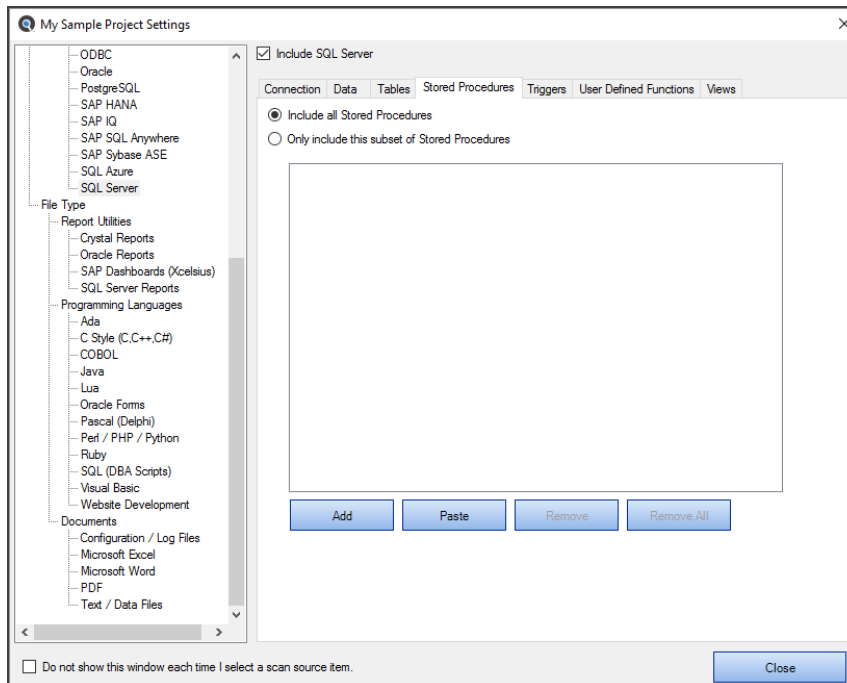 My Sample Project Settings
ODBC
Oracle
PostgreSQL
SAP HANA
SAP IQ
SAP SQL Anywhere
SAP Sybase ASE
SQL Azure
SQL Server
File Type
Report Utilities
Crystal Reports
Oracle Reports
SAP Dashboards (Xcelsius)
SQL Server Reports
Programming Languages
Ada
C Style (C,C++,C#)
COBOL
Java
Lua
Oracle Forms
Pascal (Delphi)
Perl / PHP / Python
Ruby
SQL (DBA Scripts)
Visual Basic
Website Development
Documents
Configuration / Log Files
Microsoft Excel
Microsoft Word
PDF
Text / Data Files
Include SQL Server
Connection Data Tables Stored Procedures Triggers User Defined Functions Views
Include all Stored Procedures
Only include this subset of Stored Procedures
Add Paste Remove Remove All
Do not show this window each time I select a scan source item.
Close